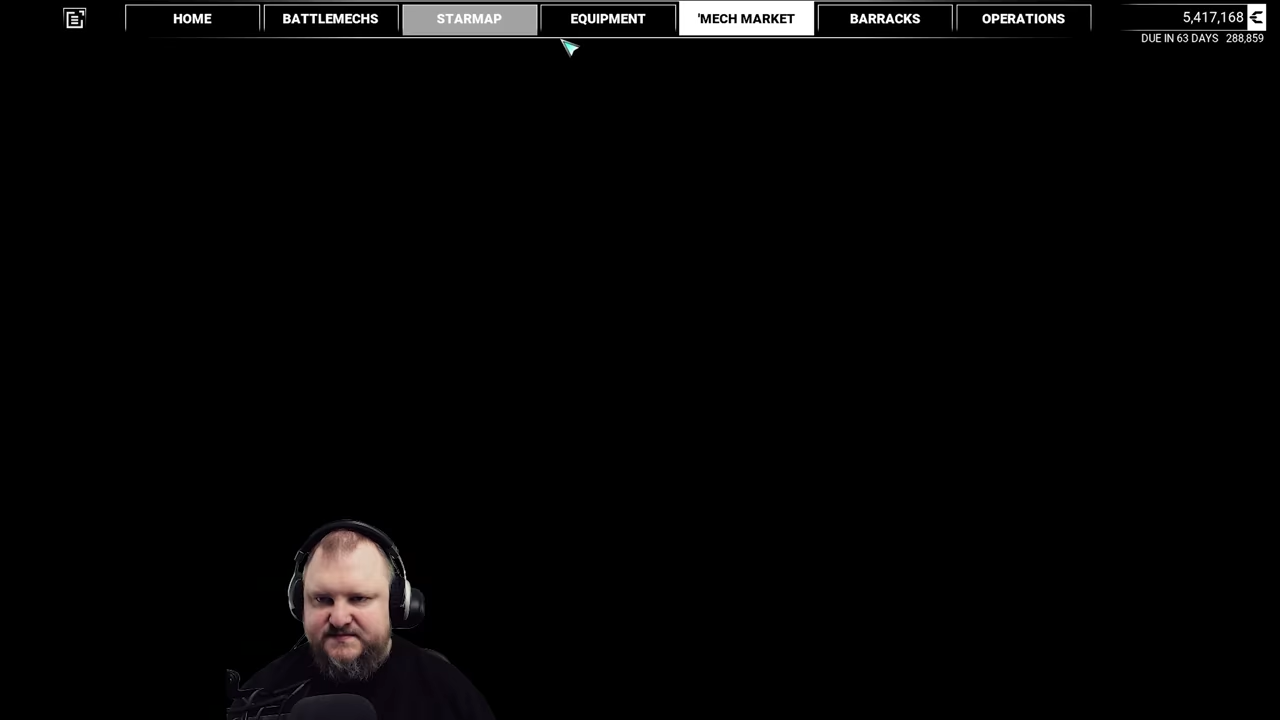 HOME
BATTLEMECHS
STARMAP
EQUIPMENT
'MECH MARKET
BARRACKS
OPERATIONS
5,417,168
DUE IN 63 DAYS 288,859